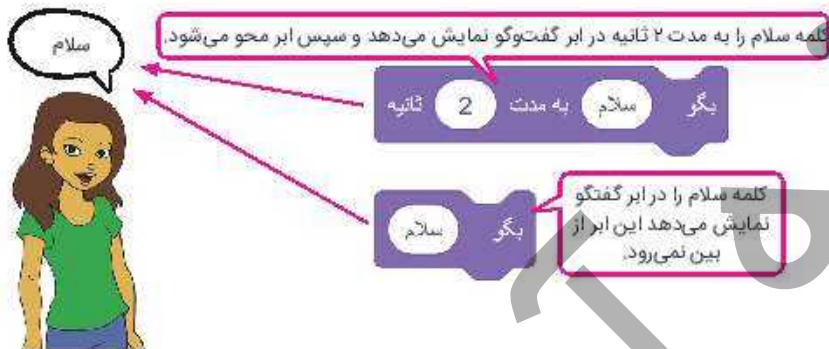 کلمه سلام را به مدت ۲ ثانیه در ابر گفت‌وگو نمایش می‌دهد و سپس ابر محو می‌شود.
سلام
بگو سلام به مدت 2 ثانیه
بگو سلام
کلمه سلام را در ابر گفتگو
نمایش می‌دهد این ابر از
بین نمی‌رود.